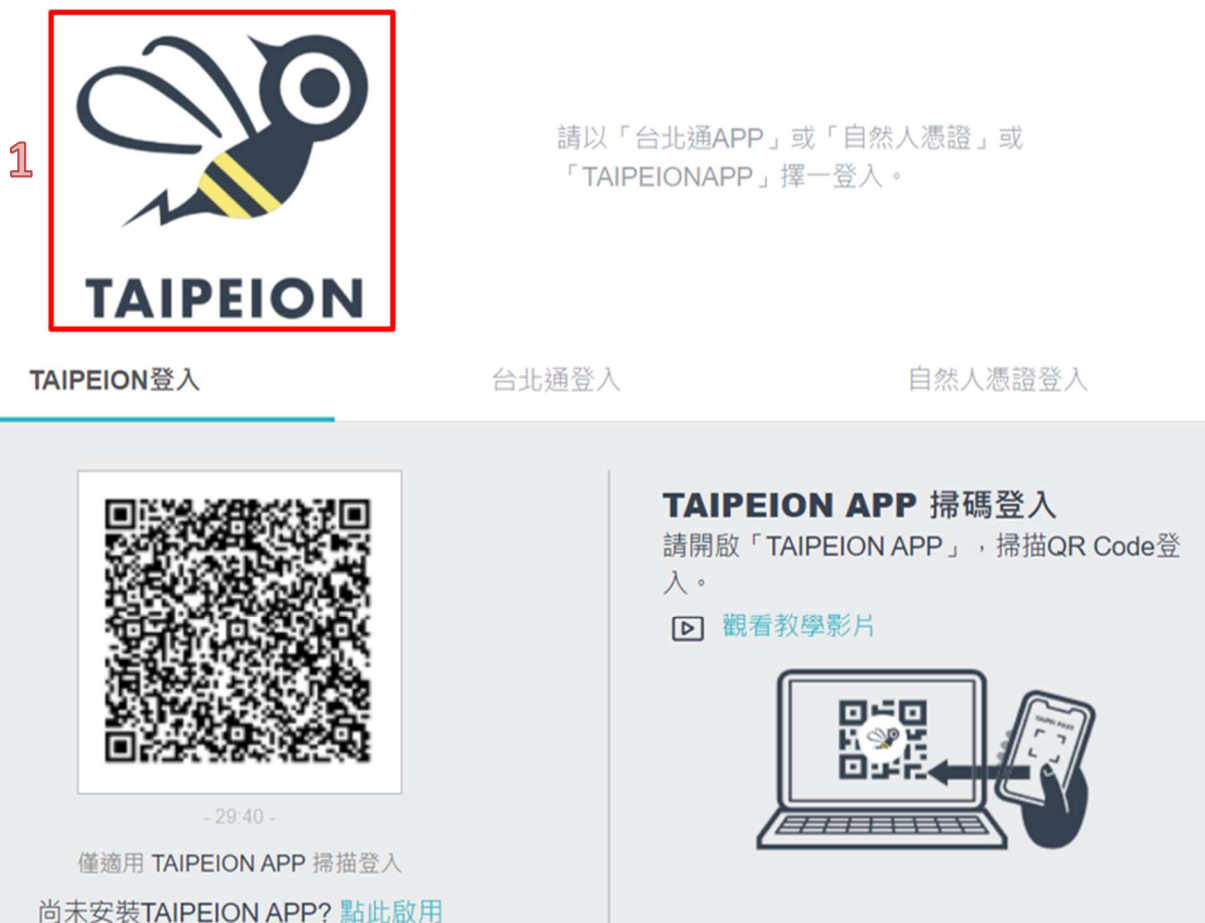 1
TAIPEION
請以「台北通APP」或「自然人憑證」或
「TAIPEIONAPP」擇一登入。
TAIPEION登入
台北通登入
自然人憑證登入
- 29:40 -
僅適用 TAIPEION APP 掃描登入
尚未安裝TAIPEION APP? 點此啟用
TAIPEION APP 掃碼登入
請開啟「TAIPEION APP」，掃描QR Code登
入。
觀看教學影片
TAIPEI PASS